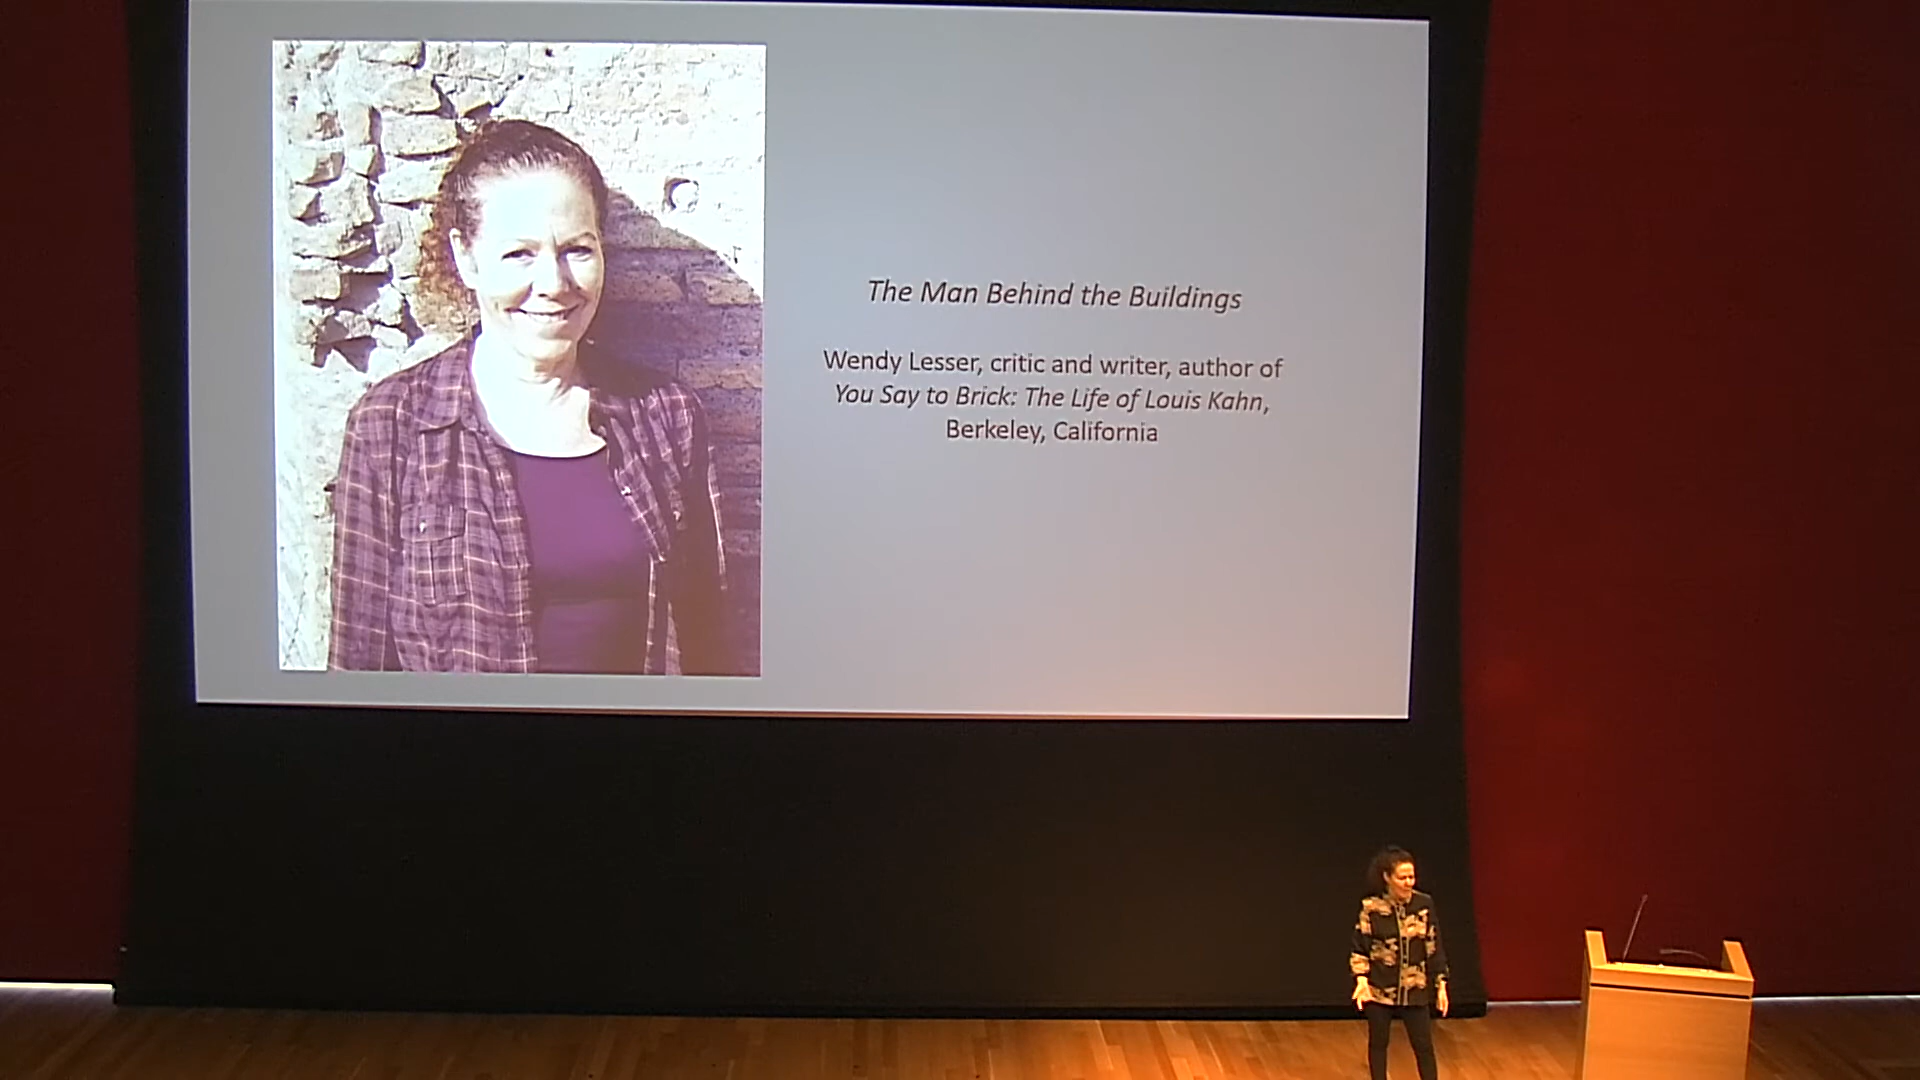 The Man Behind the Buildings
Wendy Lesser, critic and writer, author of
You Say to Brick: The Life of Louis Kahn,
Berkeley, California